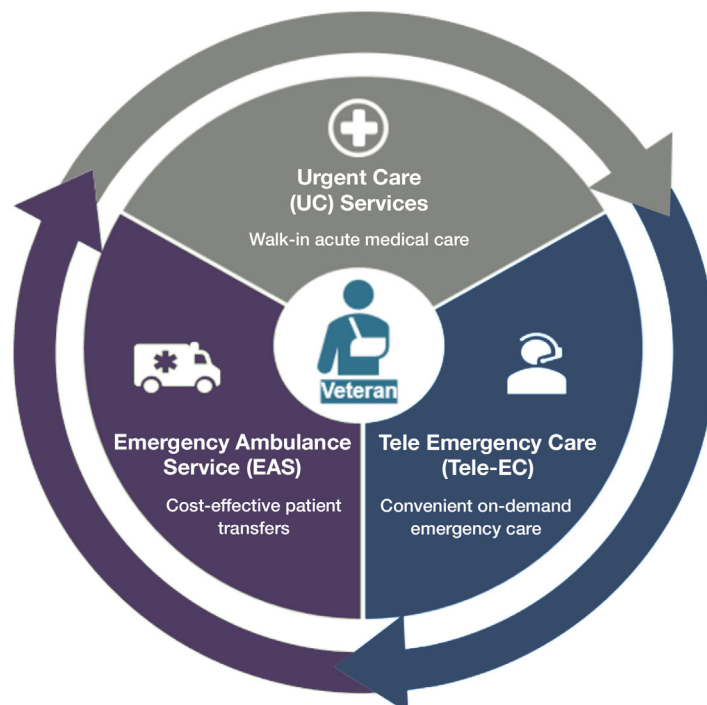 Urgent Care
(UC) Services
Walk-in acute medical care
Veteran
Emergency Ambulance
Service (EAS)
Cost-effective patient
transfers
Tele Emergency Care
(Tele-EC)
Convenient on-demand
emergency care